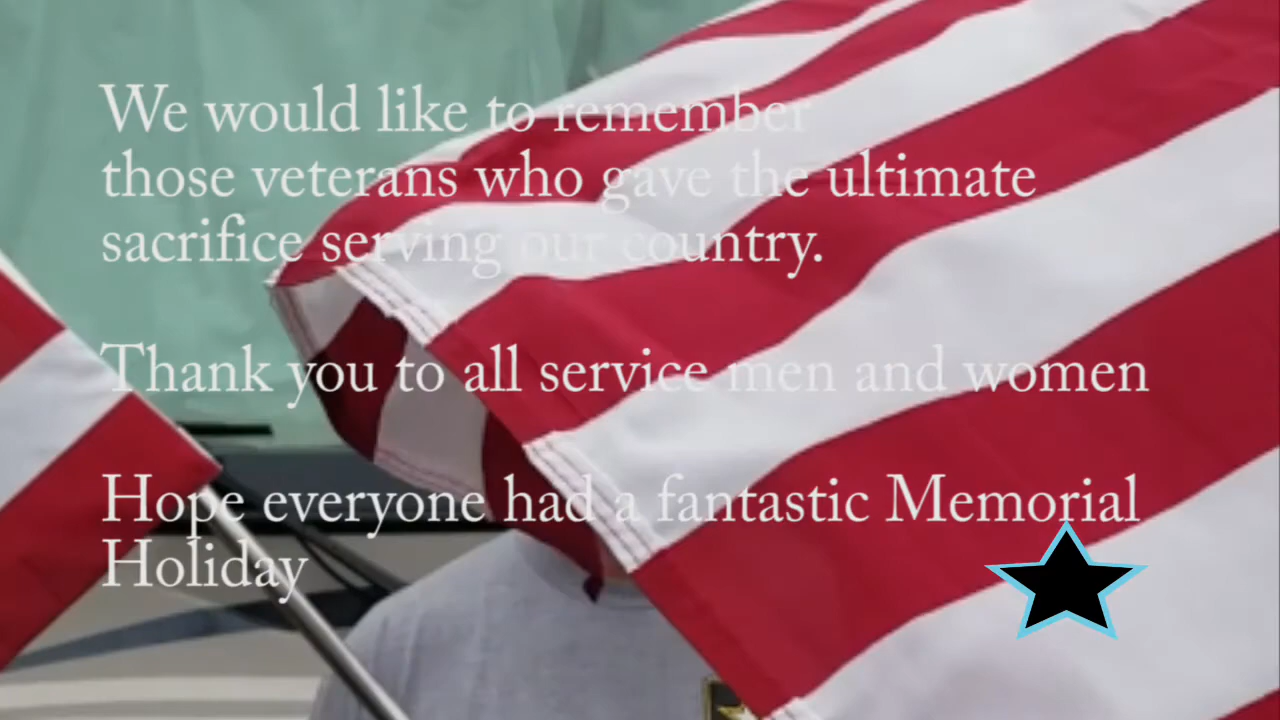 We would like to remember
those veterans who gave the ultimate
sacrifice serving our country.
Thank you to all service men and women
Hope everyone had a fantastic Memorial
Holiday